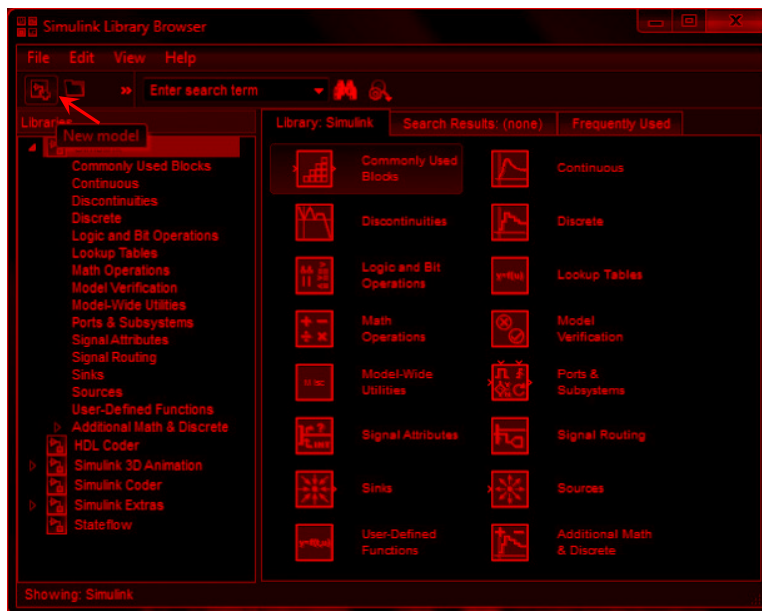 Simulink Library Browser
File Edit View Help
» Enter search term
Libraries
New model
Library: Simulink
Search Results: (none)
Frequently Used
Commonly Used Blocks
Continuous
Discontinuities
Discrete
Logic and Bit Operations
Lookup Tables
Math Operations
Model Verification
Model-Wide Utilities
Ports & Subsystems
Signal Attributes
Signal Routing
Sinks
Sources
User-Defined Functions
Additional Math & Discrete
HDL Coder
Simulink 3D Animation
Simulink Coder
Simulink Extras
Stateflow
Commonly Used
Blocks
Continuous
Discontinuities
Discrete
Logic and Bit
Operations
y=f(u)
Lookup Tables
Math
Operations
Model
Verification
Misc
Model-Wide
Utilities
Ports &
Subsystems
Signal Attributes
Signal Routing
Sinks
Sources
User-Defined
Functions
Additional Math
& Discrete
Showing: Simulink